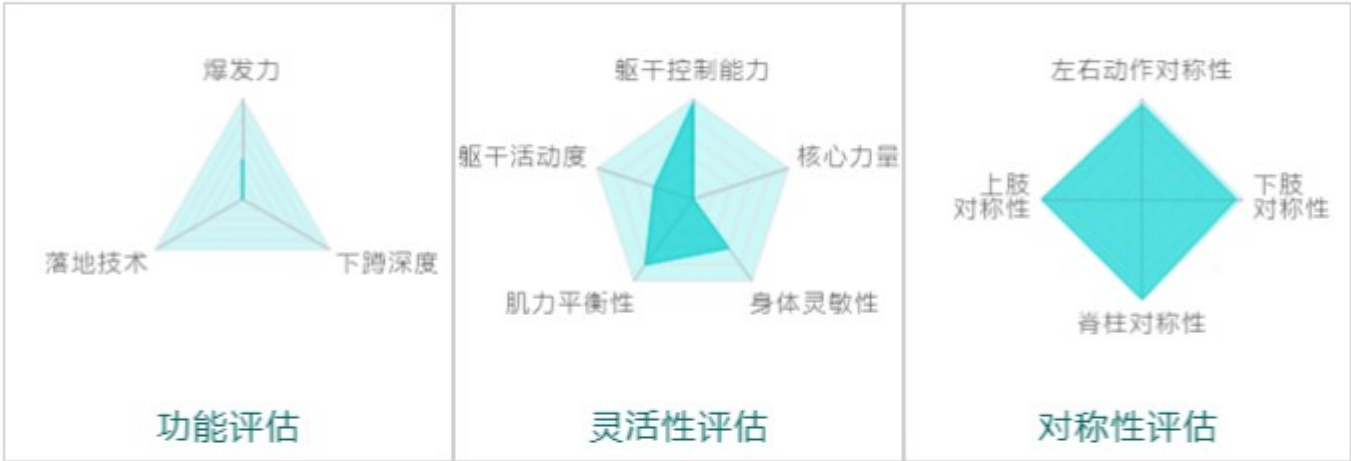 爆发力
落地技术
下蹲深度
功能评估
躯干控制能力
躯干活动度
核心力量
肌力平衡性
身体灵敏性
灵活性评估
左右动作对称性
上肢
对称性
下肢
对称性
脊柱对称性
对称性评估